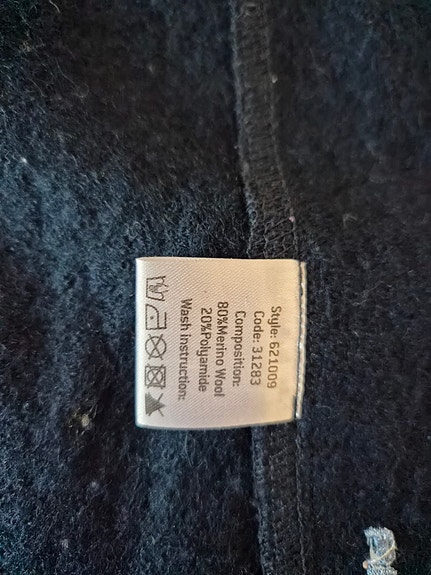 Style: 621009
Code: 31283
Composition:
80%Merino Wool
20%Polyamide
Wash instruction: